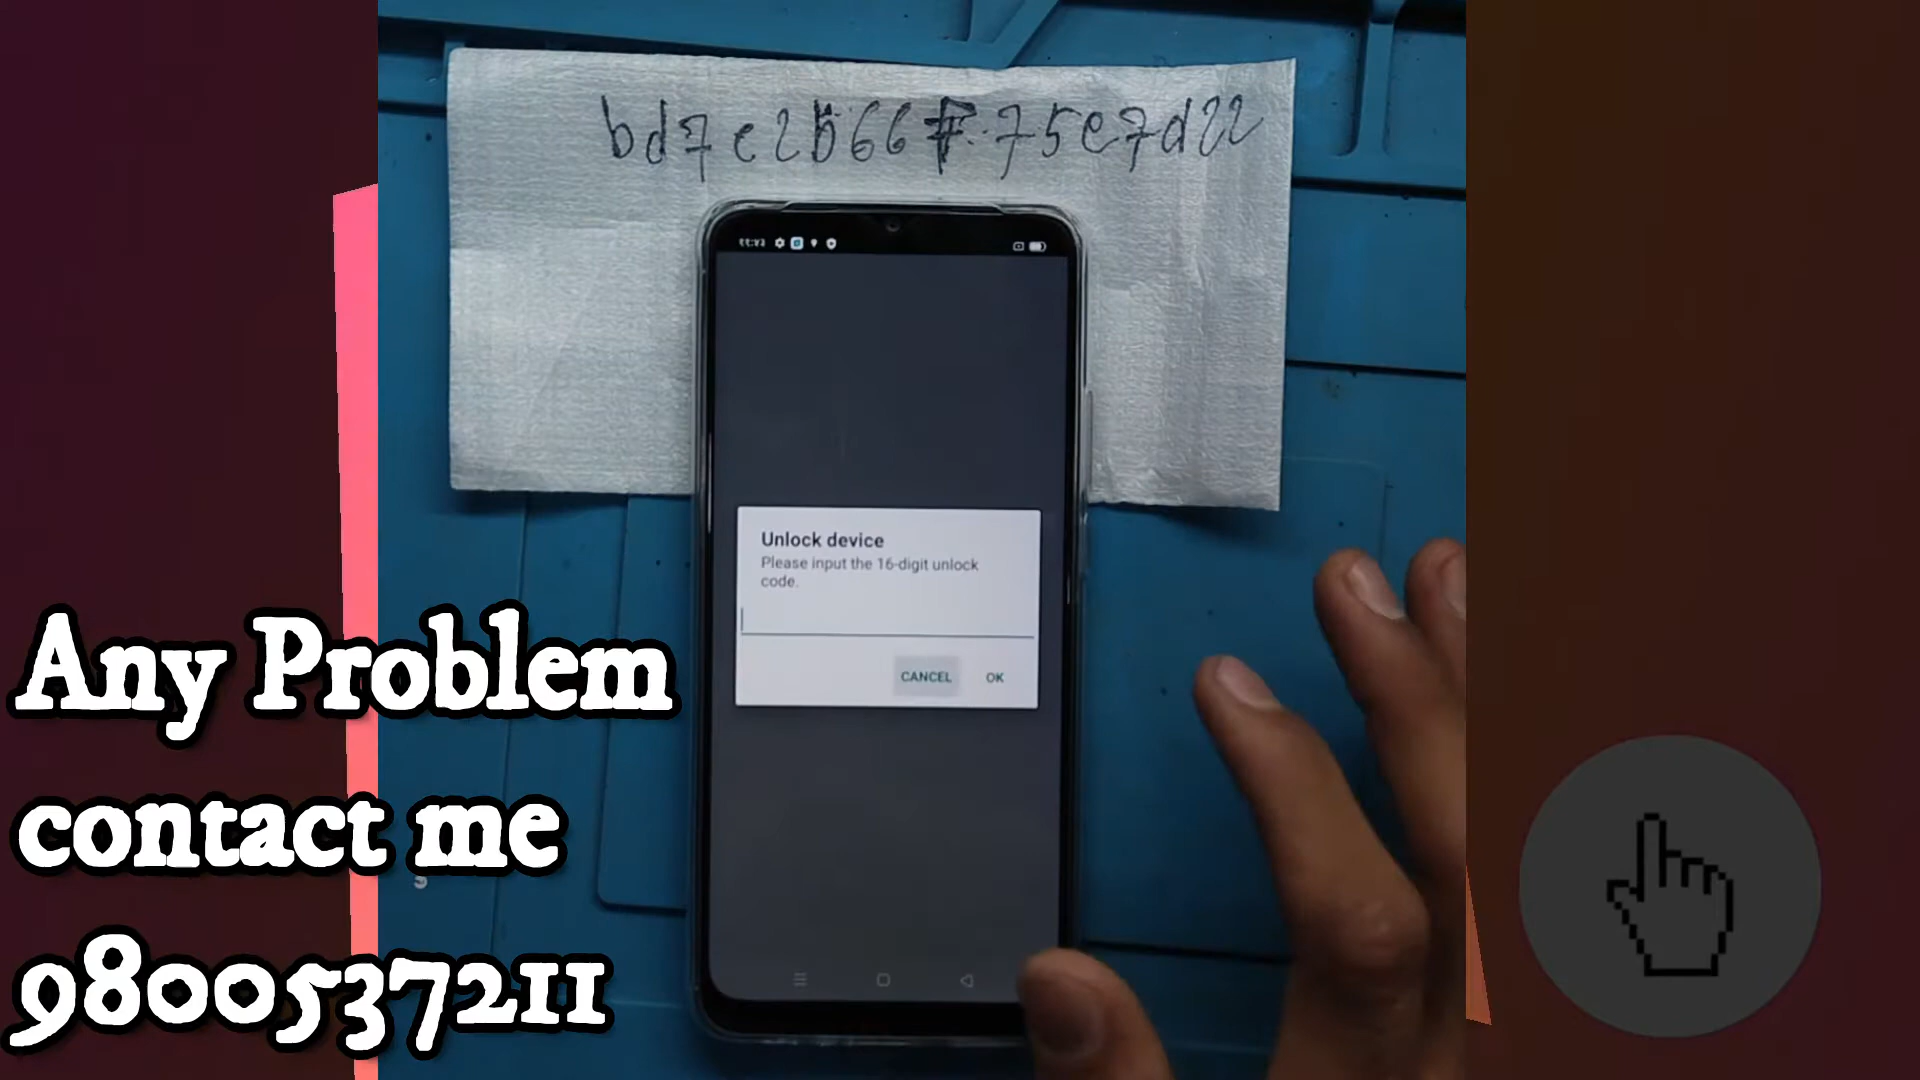 bd7e2b66f75e7d22
Unlock device
Please input the 16-digit unlock
code.
CANCEL OK
Any Problem
contact me
9800537211